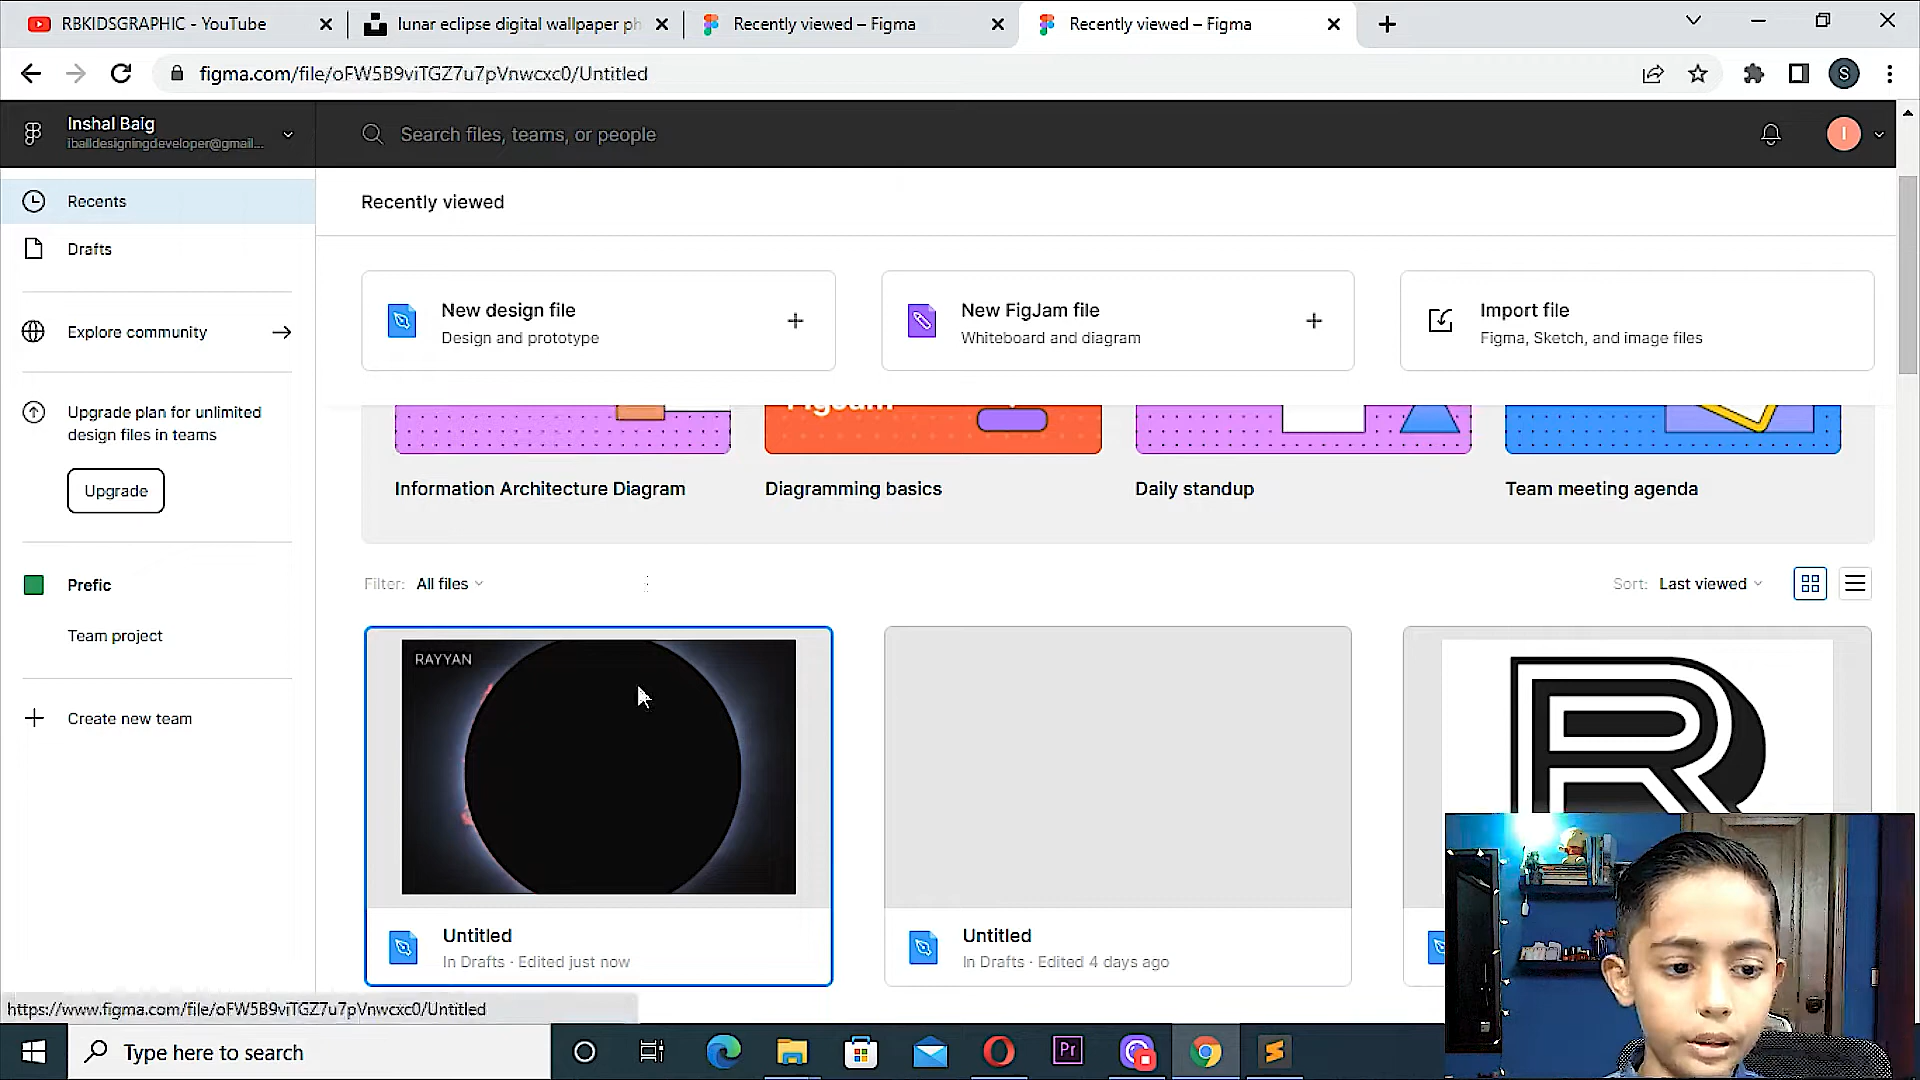 RBKIDSGRAPHIC - YouTube
lunar eclipse digital wallpaper ph
Recently viewed – Figma
Recently viewed – Figma
figma.com/file/oFW5B9viTGZ7u7pVnwcxc0/Untitled
S
Inshal Baig
iballdesigningdeveloper@gmail...
Search files, teams, or people
I
Recents
Recently viewed
Drafts
Explore community
Upgrade plan for unlimited
design files in teams
Upgrade
Prefic
Team project
Create new team
New design file
Design and prototype
New FigJam file
Whiteboard and diagram
Import file
Figma, Sketch, and image files
Information Architecture Diagram
Diagramming basics
Daily standup
Team meeting agenda
Filter: All files
Sort: Last viewed
RAYYAN
R
Untitled
In Drafts · Edited just now
Untitled
In Drafts · Edited 4 days ago
https://www.figma.com/file/oFW5B9viTGZ7u7pVnwcxc0/Untitled
Type here to search
Pr